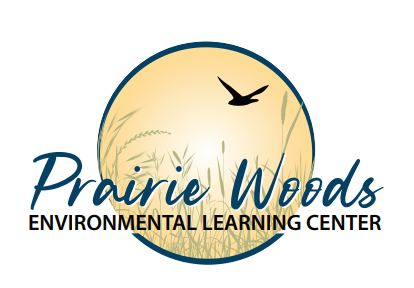 Prairie Woods
ENVIRONMENTAL LEARNING CENTER